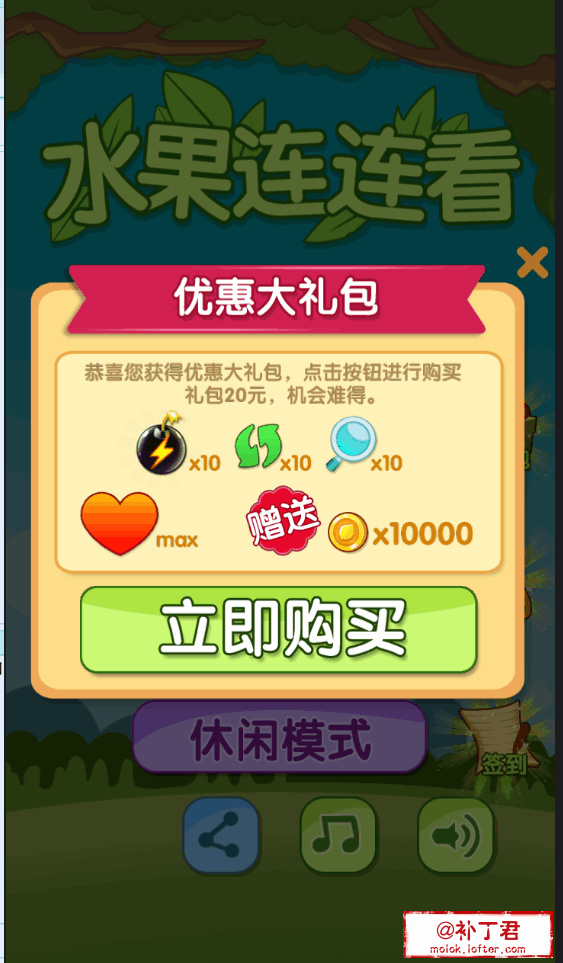 水果连连看
优惠大礼包
恭喜您获得优惠大礼包，点击按钮进行购买
礼包20元，机会难得。
x10
x10
x10
max
赠送
x10000
立即购买
休闲模式
签到
@补丁君
molok.lofter.com